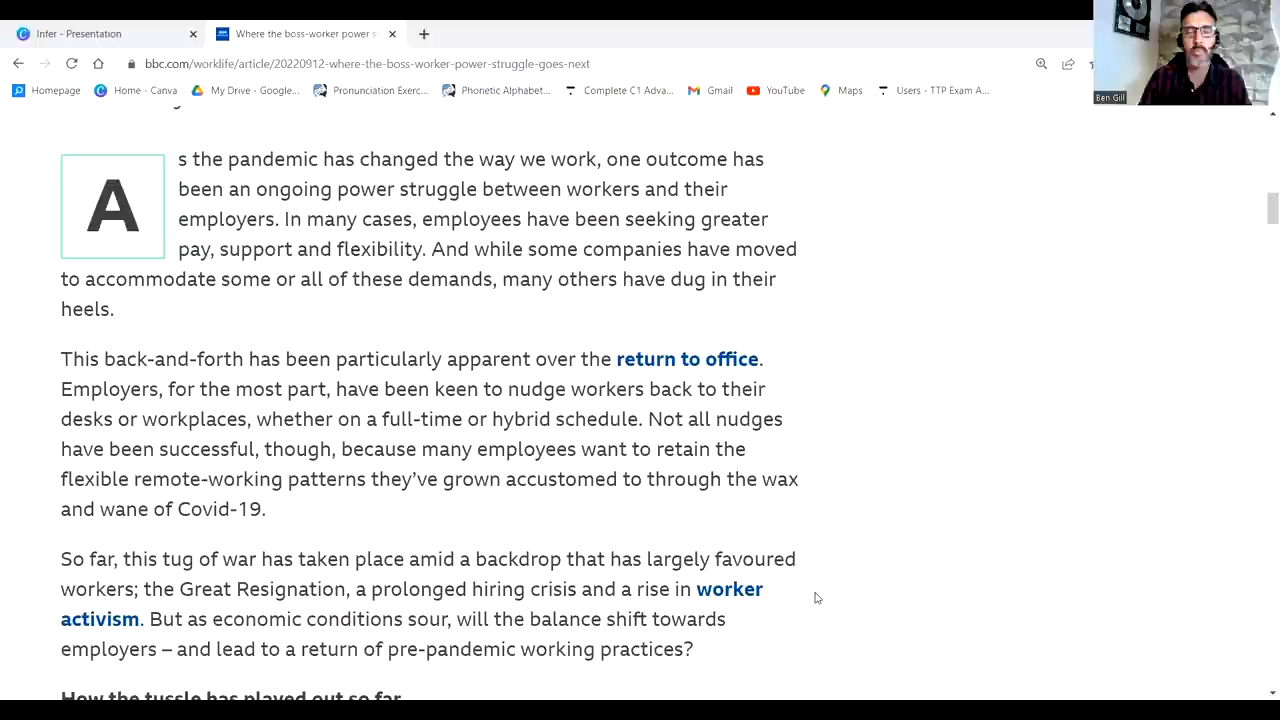 Infer - Presentation
Where the boss-worker power s
bbc.com/worklife/article/20220912-where-the-boss-worker-power-struggle-goes-next
Homepage
Home - Canva
My Drive - Google...
Pronunciation Exerc...
Phonetic Alphabet...
Complete C1 Adva...
Gmail
YouTube
Maps
Users - TTP Exam A...
Ben Gill
As the pandemic has changed the way we work, one outcome has
been an ongoing power struggle between workers and their
employers. In many cases, employees have been seeking greater
pay, support and flexibility. And while some companies have moved
to accommodate some or all of these demands, many others have dug in their
heels.
This back-and-forth has been particularly apparent over the return to office.
Employers, for the most part, have been keen to nudge workers back to their
desks or workplaces, whether on a full-time or hybrid schedule. Not all nudges
have been successful, though, because many employees want to retain the
flexible remote-working patterns they’ve grown accustomed to through the wax
and wane of Covid-19.
So far, this tug of war has taken place amid a backdrop that has largely favoured
workers; the Great Resignation, a prolonged hiring crisis and a rise in worker
activism. But as economic conditions sour, will the balance shift towards
employers – and lead to a return of pre-pandemic working practices?
How the tussle has played out so far